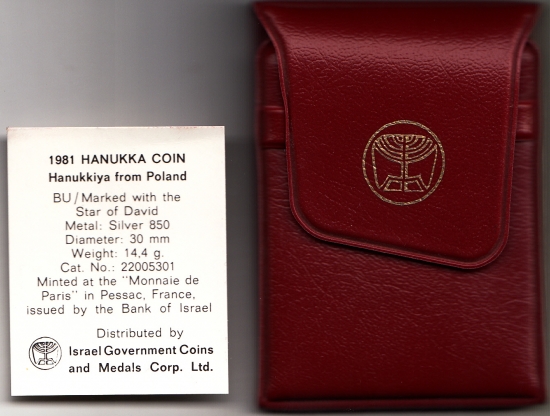 1981 HANUKKA COIN
Hanukkiya from Poland
BU/Marked with the
Star of David
Metal: Silver 850
Diameter: 30 mm
Weight: 14,4 g.
Cat. No.: 22005301
Minted at the "Monnaie de
Paris" in Pessac, France,
issued by the Bank of Israel
Distributed by
Israel Government Coins
and Medals Corp. Ltd.